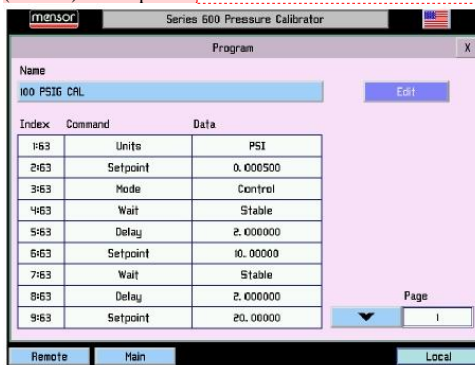 mensor Series 600 Pressure Calibrator
Program X
Name
100 PSIG CAL Edit
Index Command Data
1:63 Units PSI
2:63 Setpoint 0.000500
3:63 Mode Control
4:63 Wait Stable
5:63 Delay 2.000000
6:63 Setpoint 10.00000
7:63 Wait Stable
8:63 Delay 2.000000 Page
9:63 Setpoint 20.00000 1
Remote Main Local